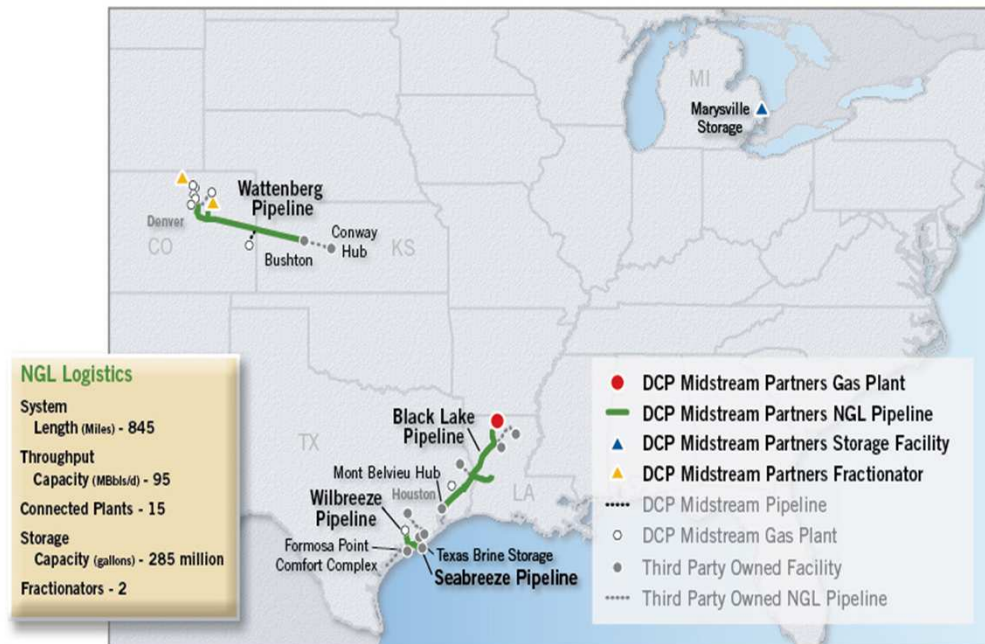 MI
Marysville
Storage
Wattenberg
Pipeline
Denver
CO
Conway
Hub
KS
Bushton
NGL Logistics
System
Length (Miles) - 845
Throughput
Capacity (MBbls/d) - 95
Connected Plants - 15
Storage
Capacity (gallons) - 285 million
Fractionators - 2
TX
Black Lake
Pipeline
Mont Belvieu Hub
Houston
LA
Wilbreeze
Pipeline
Formosa Point
Comfort Complex
Texas Brine Storage
Seabreeze Pipeline
DCP Midstream Partners Gas Plant
DCP Midstream Partners NGL Pipeline
DCP Midstream Partners Storage Facility
DCP Midstream Partners Fractionator
DCP Midstream Pipeline
DCP Midstream Gas Plant
Third Party Owned Facility
Third Party Owned NGL Pipeline